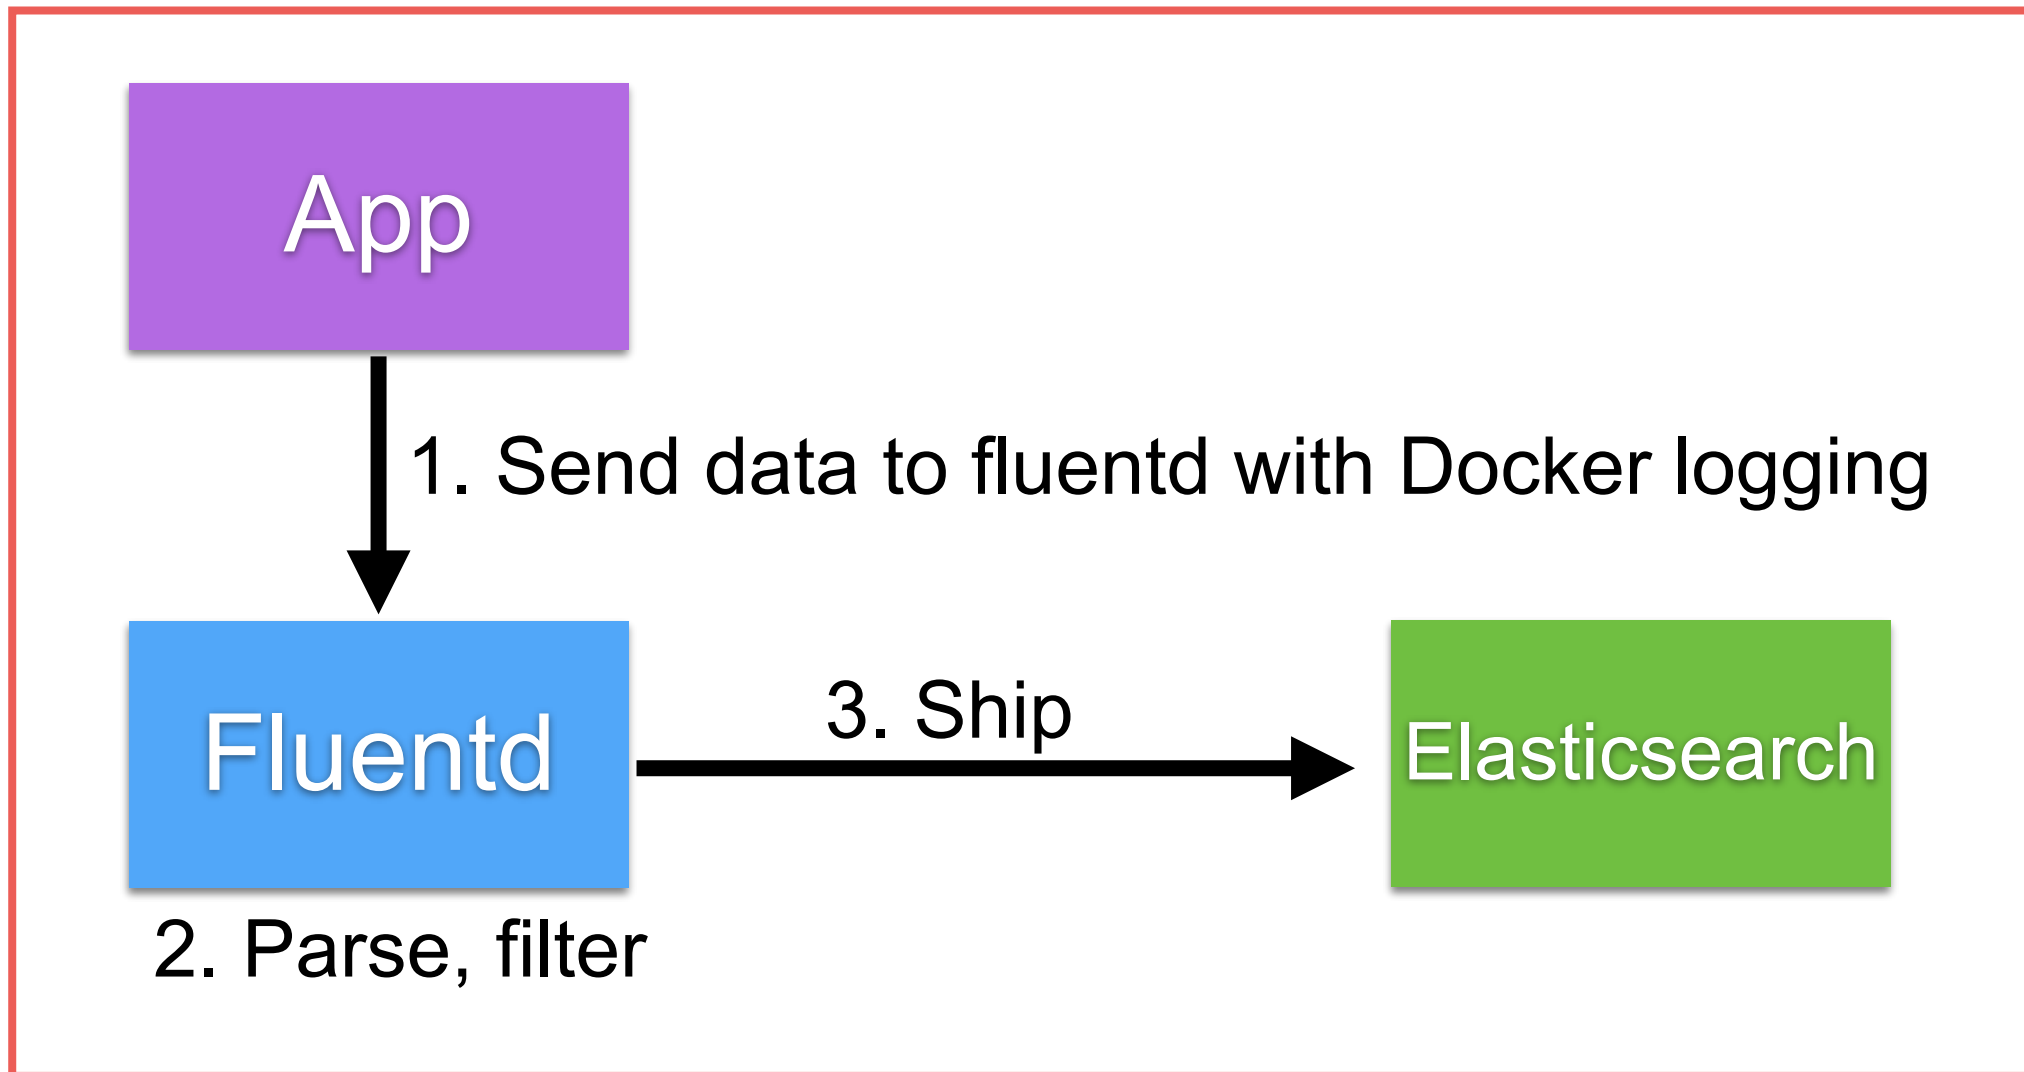 App
1. Send data to fluentd with Docker logging
Fluentd
3. Ship
Elasticsearch
2. Parse, filter